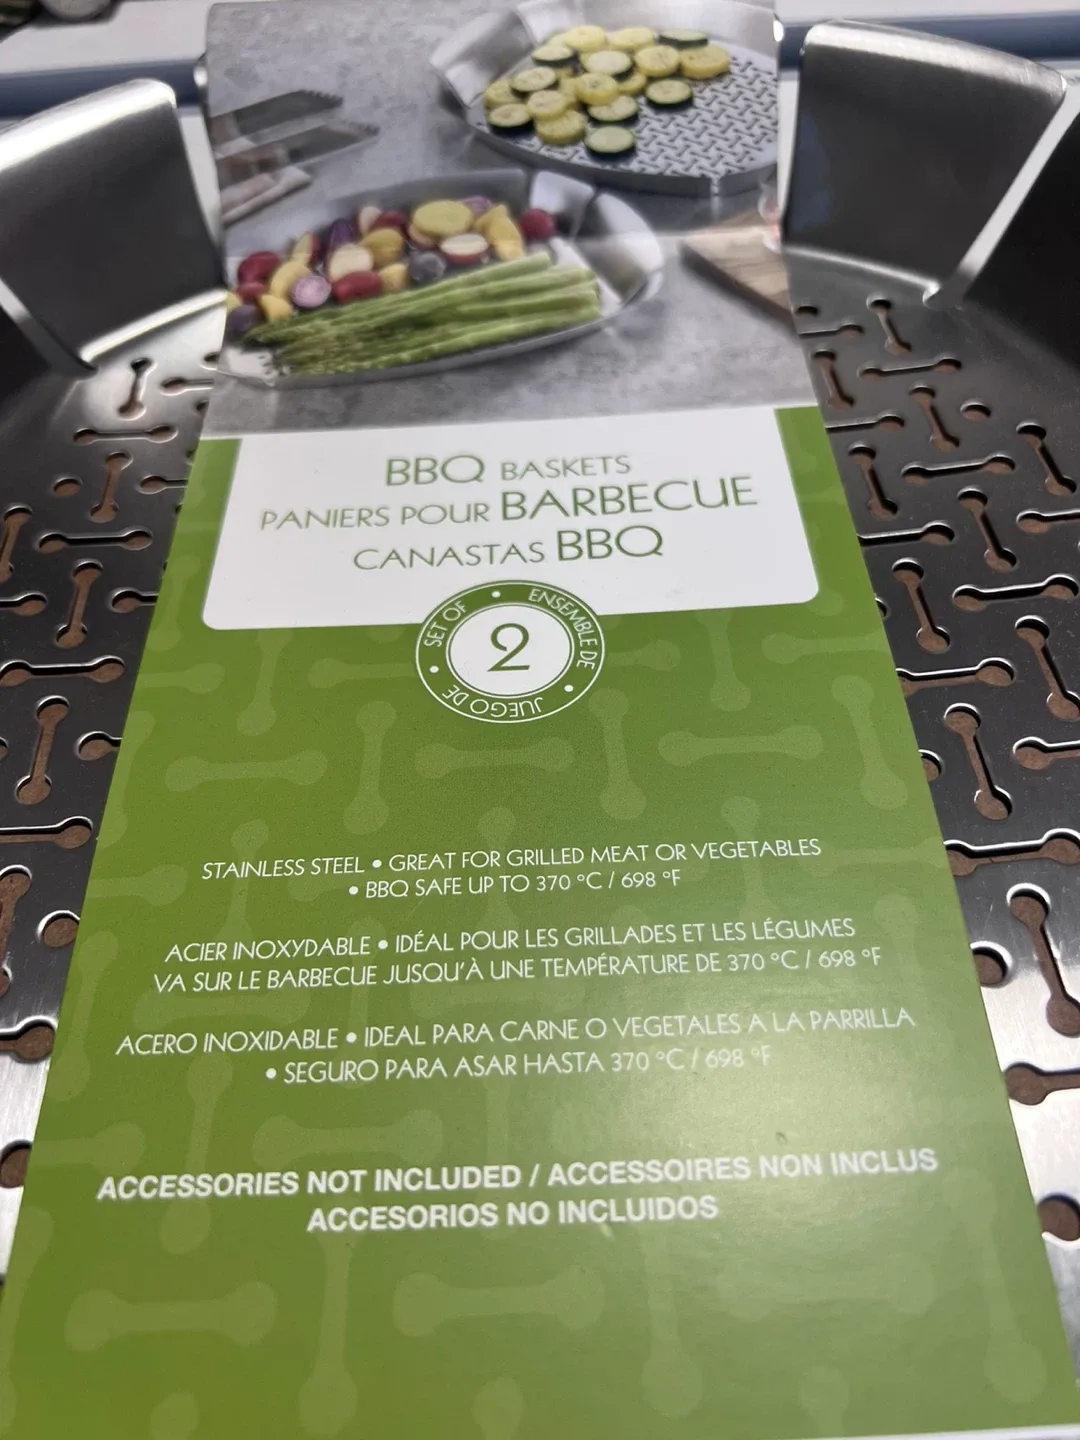 BBQ BASKETS
PANIERS POUR BARBECUE
CANASTAS BBQ
SET OF • ENSEMBLE DE • JUEGO DE •
2
STAINLESS STEEL • GREAT FOR GRILLED MEAT OR VEGETABLES
• BBQ SAFE UP TO 370 °C / 698 °F
ACIER INOXYDABLE • IDÉAL POUR LES GRILLADES ET LES LÉGUMES
VA SUR LE BARBECUE JUSQU'À UNE TEMPÉRATURE DE 370 °C / 698 °F
ACERO INOXIDABLE • IDEAL PARA CARNE O VEGETALES A LA PARRILLA
• SEGURO PARA ASAR HASTA 370 °C / 698 °F
ACCESSORIES NOT INCLUDED / ACCESSOIRES NON INCLUS
ACCESORIOS NO INCLUIDOS